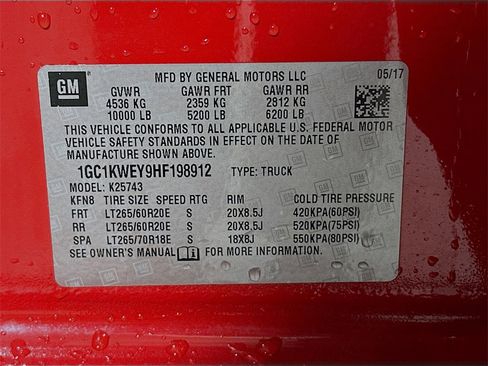 GM MFD BY GENERAL MOTORS LLC 05/17
GVWR GAWR FRT GAWR RR
4536 KG 2359 KG 2812 KG
10000 LB 5200 LB 6200 LB
THIS VEHICLE CONFORMS TO ALL APPLICABLE U.S. FEDERAL MOTOR
VEHICLE SAFETY STANDARDS IN EFFECT ON THE DATE OF
MANUFACTURE SHOWN ABOVE.
1GC1KWEY9HF198912 TYPE: TRUCK
MODEL: K25743
KFN8 TIRE SIZE SPEED RTG RIM COLD TIRE PRESSURE
FRT LT265/60R20E S 20X8.5J 420KPA(60PSI)
RR LT265/60R20E S 20X8.5J 520KPA(75PSI)
SPA LT265/70R18E S 18X8J 550KPA(80PSI)
SEE OWNER'S MANUAL FOR MORE INFORMATION.